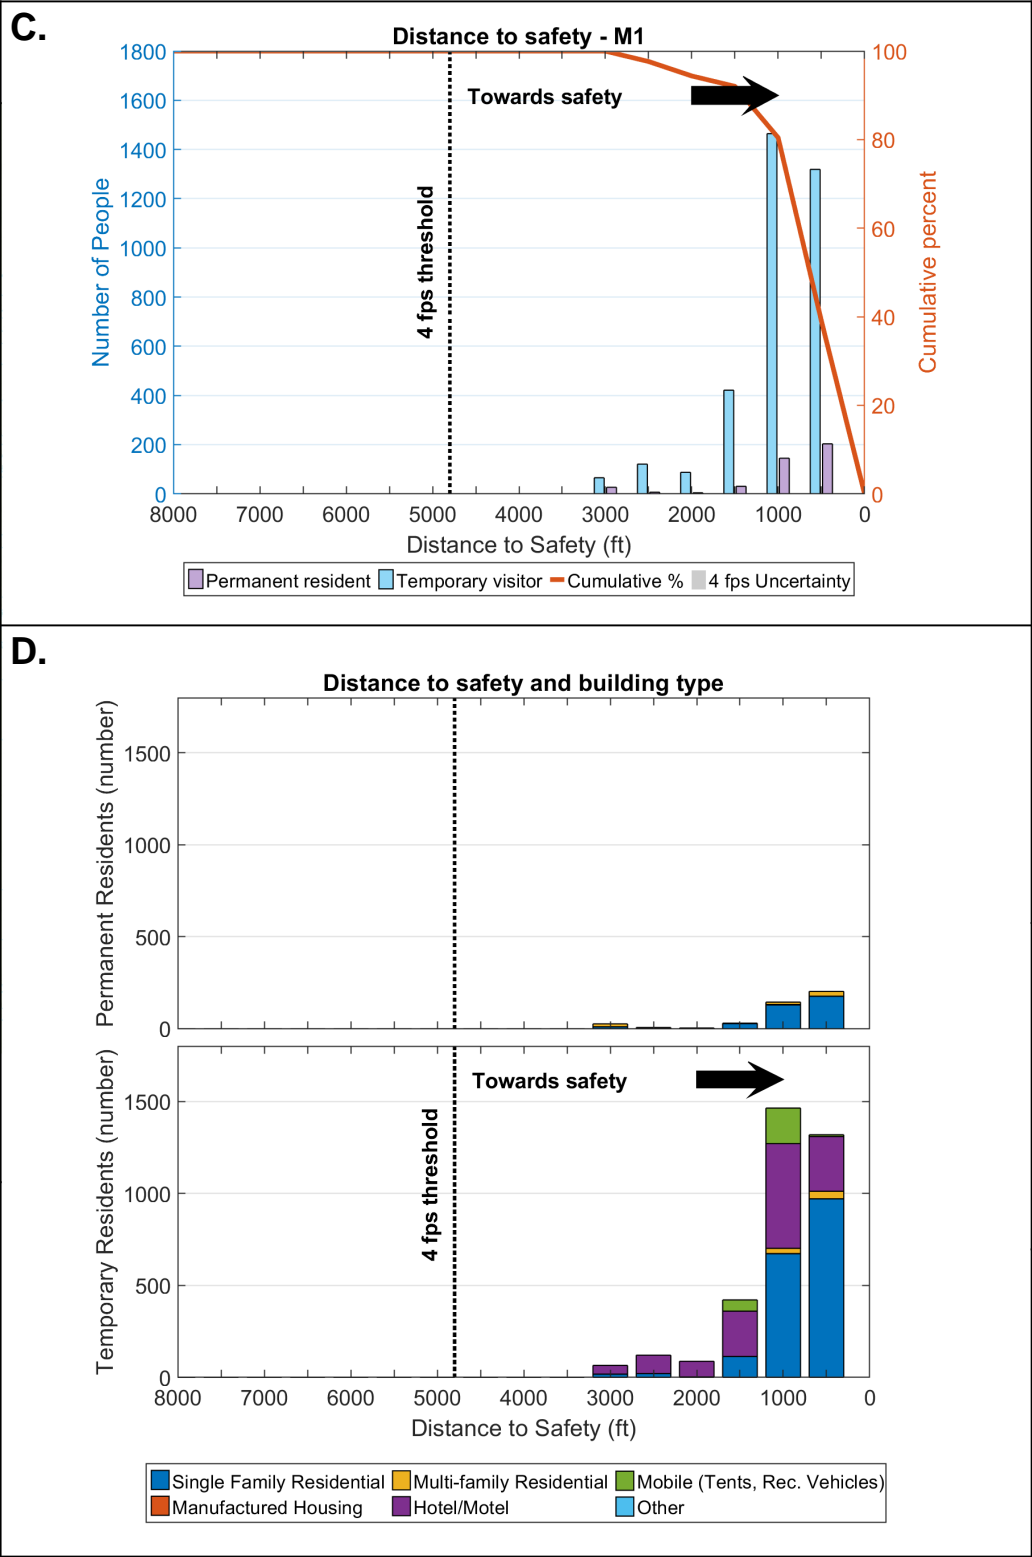 C.
Distance to safety - M1
1800
1600
1400
1200
1000
800
600
400
200
0
Number of People
100
80
60
40
20
0
Cumulative percent
Towards safety
4 fps threshold
8000 7000 6000 5000 4000 3000 2000 1000 0
Distance to Safety (ft)
Permanent resident Temporary visitor Cumulative % 4 fps Uncertainty
D.
Distance to safety and building type
1500
1000
500
0
Permanent Residents (number)
1500
1000
500
0
Temporary Residents (number)
Towards safety
4 fps threshold
8000 7000 6000 5000 4000 3000 2000 1000 0
Distance to Safety (ft)
Single Family Residential Multi-family Residential Mobile (Tents, Rec. Vehicles)
Manufactured Housing Hotel/Motel Other